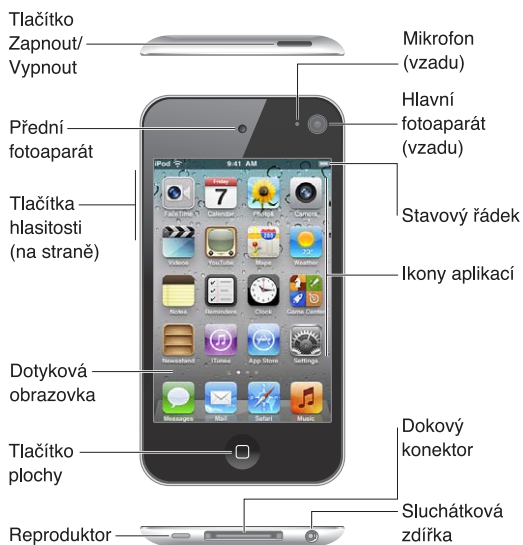 Tlačítko
Zapnout/
Vypnout
Mikrofon
(vzadu)
Přední
fotoaparát
Hlavní
fotoaparát
(vzadu)
Tlačítka
hlasitosti
(na straně)
Stavový řádek
Ikony aplikací
iPod 9:41 AM
Friday
7
FaceTime Calendar Photos Camera
280
73°
Videos YouTube Maps Weather
Notes Reminders Clock Game Center
Newsstand iTunes App Store Settings
Messages Mail Safari Music
Dotyková
obrazovka
Tlačítko
plochy
Dokový
konektor
Reproduktor
Sluchátková
zdířka